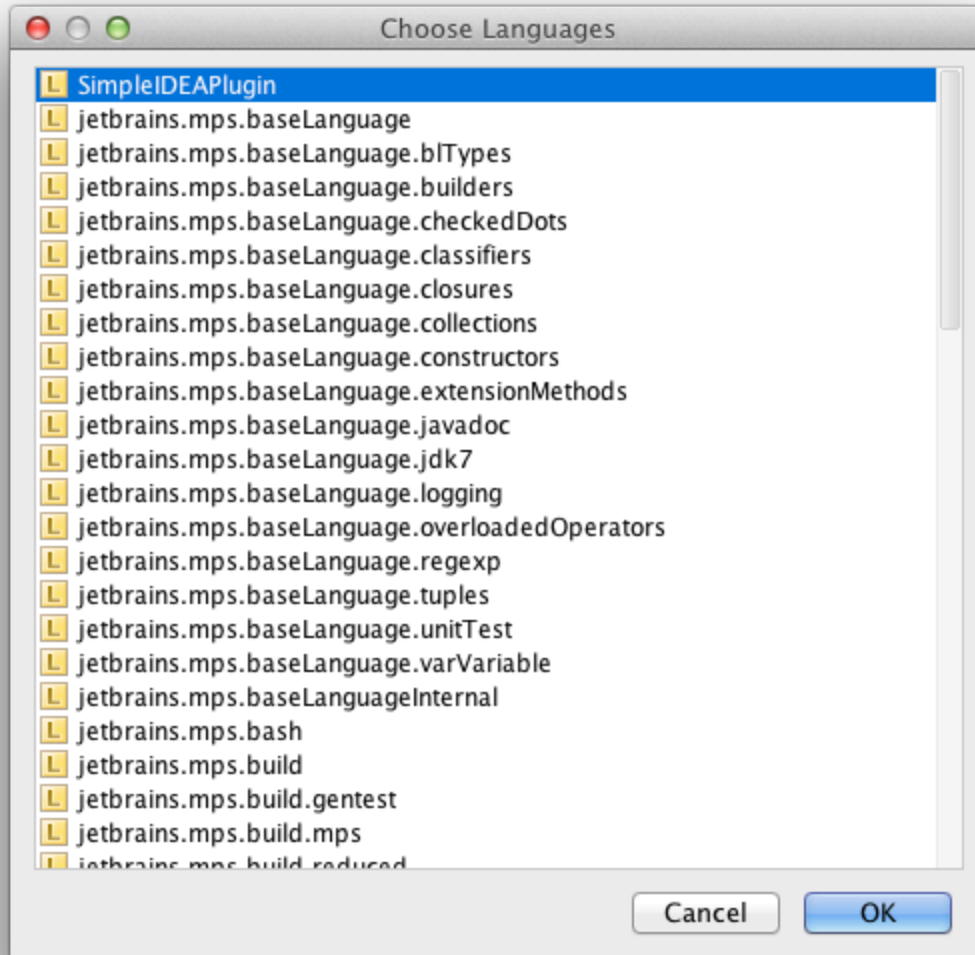 Choose Languages
L SimpleIDEAPlugin
L jetbrains.mps.baseLanguage
L jetbrains.mps.baseLanguage.blTypes
L jetbrains.mps.baseLanguage.builders
L jetbrains.mps.baseLanguage.checkedDots
L jetbrains.mps.baseLanguage.classifiers
L jetbrains.mps.baseLanguage.closures
L jetbrains.mps.baseLanguage.collections
L jetbrains.mps.baseLanguage.constructors
L jetbrains.mps.baseLanguage.extensionMethods
L jetbrains.mps.baseLanguage.javadoc
L jetbrains.mps.baseLanguage.jdk7
L jetbrains.mps.baseLanguage.logging
L jetbrains.mps.baseLanguage.overloadedOperators
L jetbrains.mps.baseLanguage.regexp
L jetbrains.mps.baseLanguage.tuples
L jetbrains.mps.baseLanguage.unitTest
L jetbrains.mps.baseLanguage.varVariable
L jetbrains.mps.baseLanguageInternal
L jetbrains.mps.bash
L jetbrains.mps.build
L jetbrains.mps.build.gentest
L jetbrains.mps.build.mps
L jetbrains.mps.build.reduced
Cancel OK